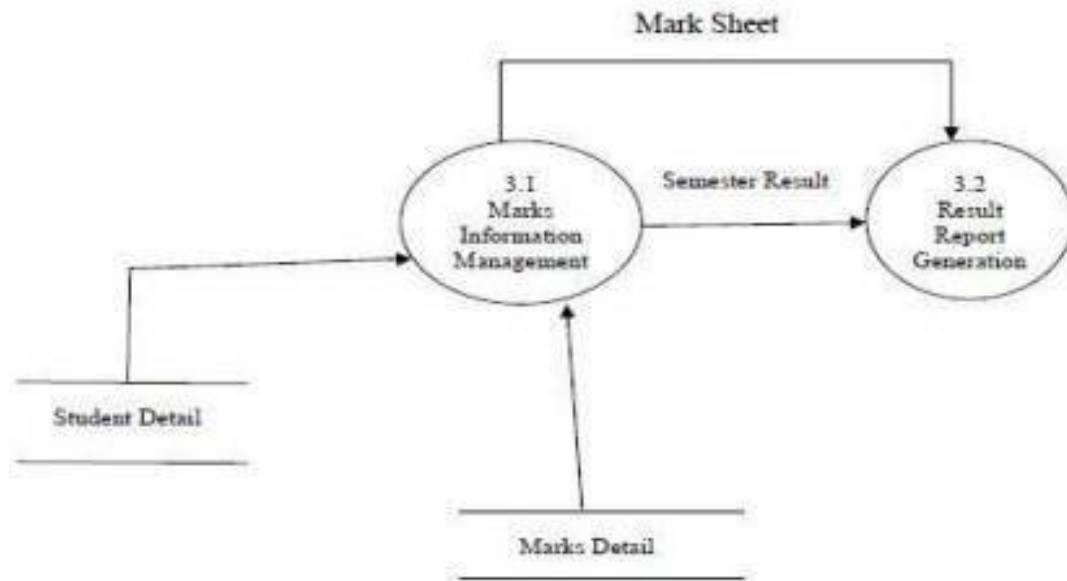 Mark Sheet
3.1
Marks
Information
Management
Semester Result
3.2
Result
Report
Generation
Student Detail
Marks Detail